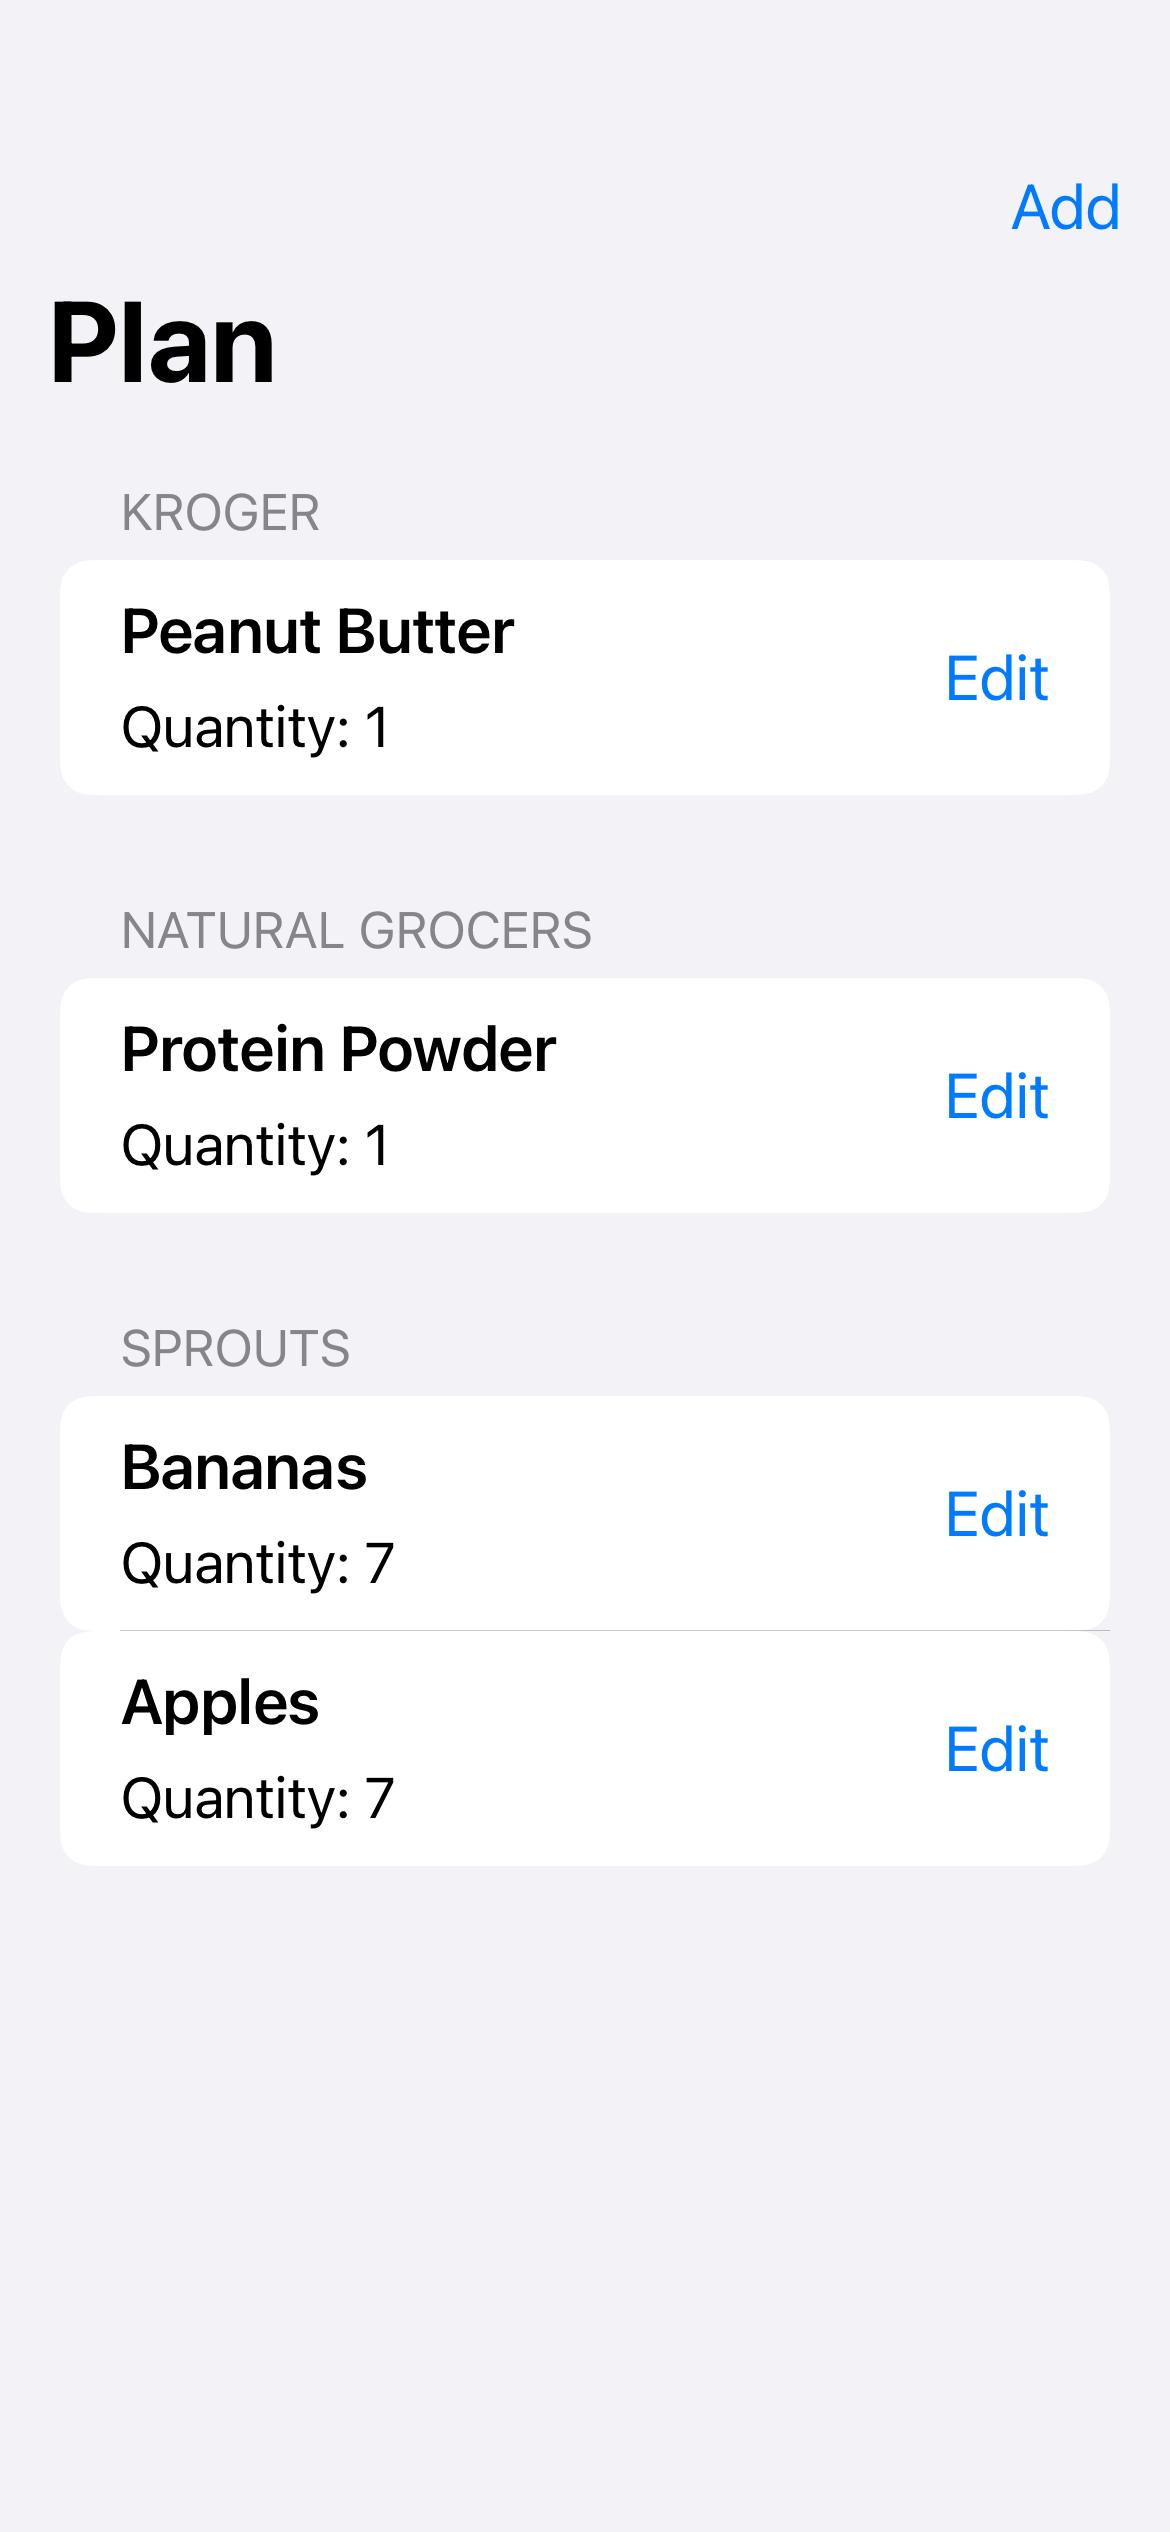 Add
Plan
KROGER
Peanut Butter
Edit
Quantity: 1
NATURAL GROCERS
Protein Powder
Edit
Quantity: 1
SPROUTS
Bananas
Edit
Quantity: 7
Apples
Edit
Quantity: 7